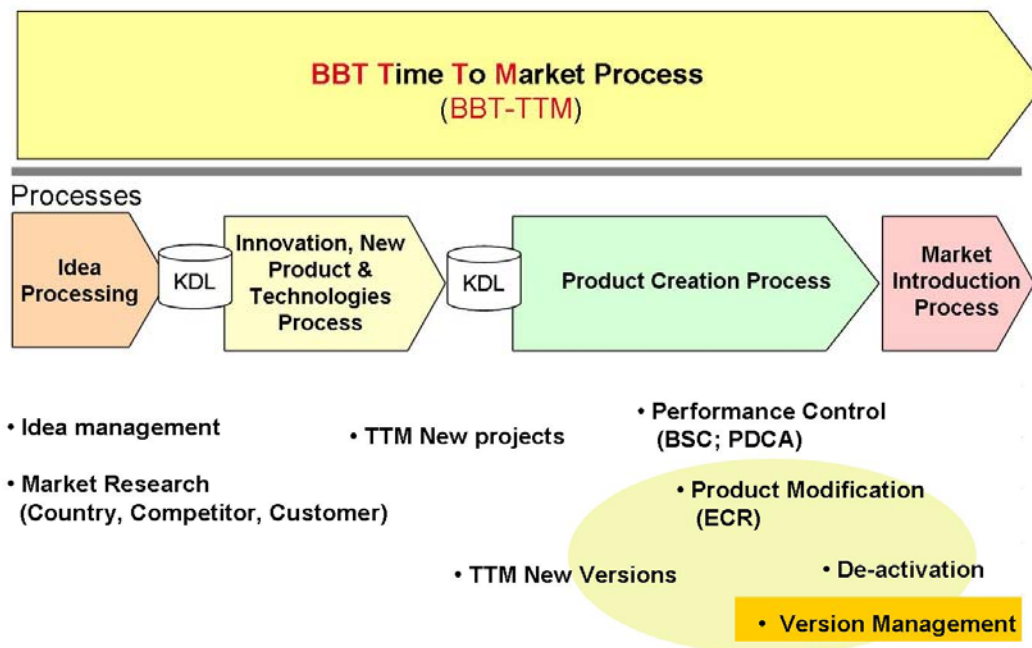 BBT Time To Market Process
(BBT-TTM)
Processes
Idea
Processing
KDL
Innovation, New
Product &
Technologies
Process
KDL
Product Creation Process
Market
Introduction
Process
• Idea management
• Market Research
(Country, Competitor, Customer)
• TTM New projects
• Performance Control
(BSC; PDCA)
• Product Modification
(ECR)
• TTM New Versions
• De-activation
• Version Management